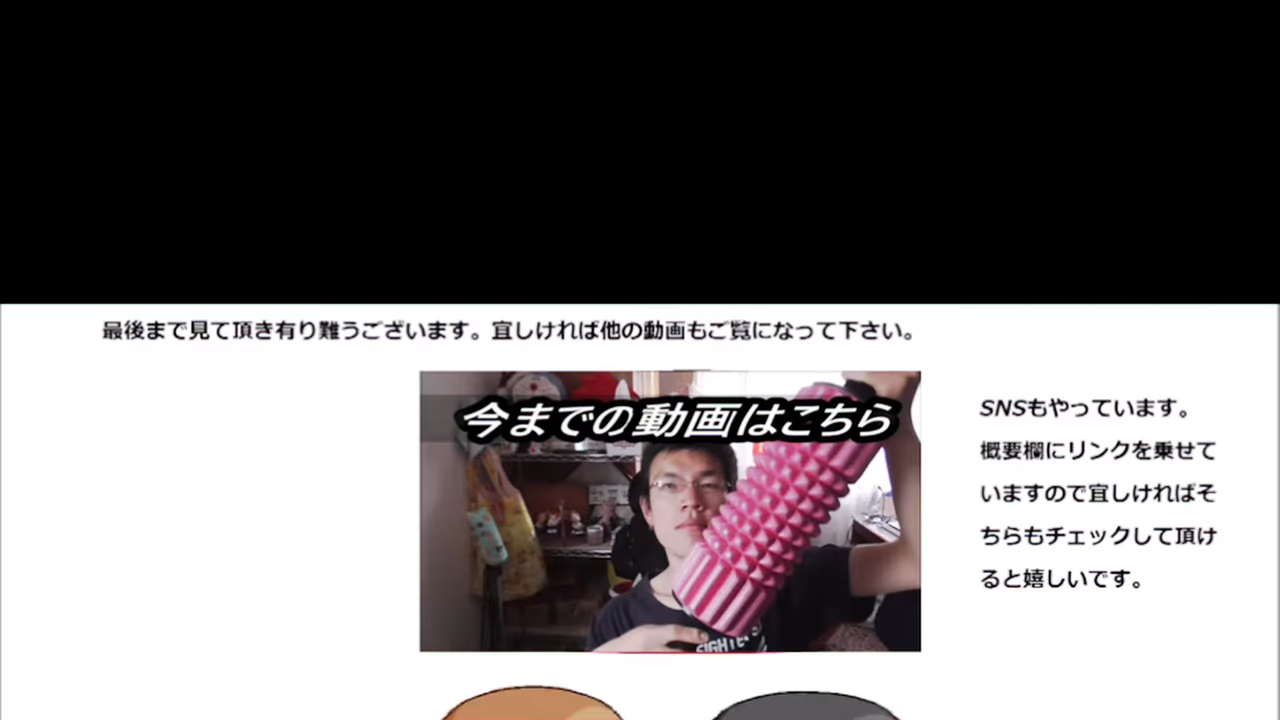 最後まで見て頂き有り難うございます。宜しければ他の動画もご覧になって下さい。
今までの動画はこちら
SNSもやっています。
概要欄にリンクを乗せて
いますので宜しければそ
ちらもチェックして頂け
ると嬉しいです。
FIGHTERS